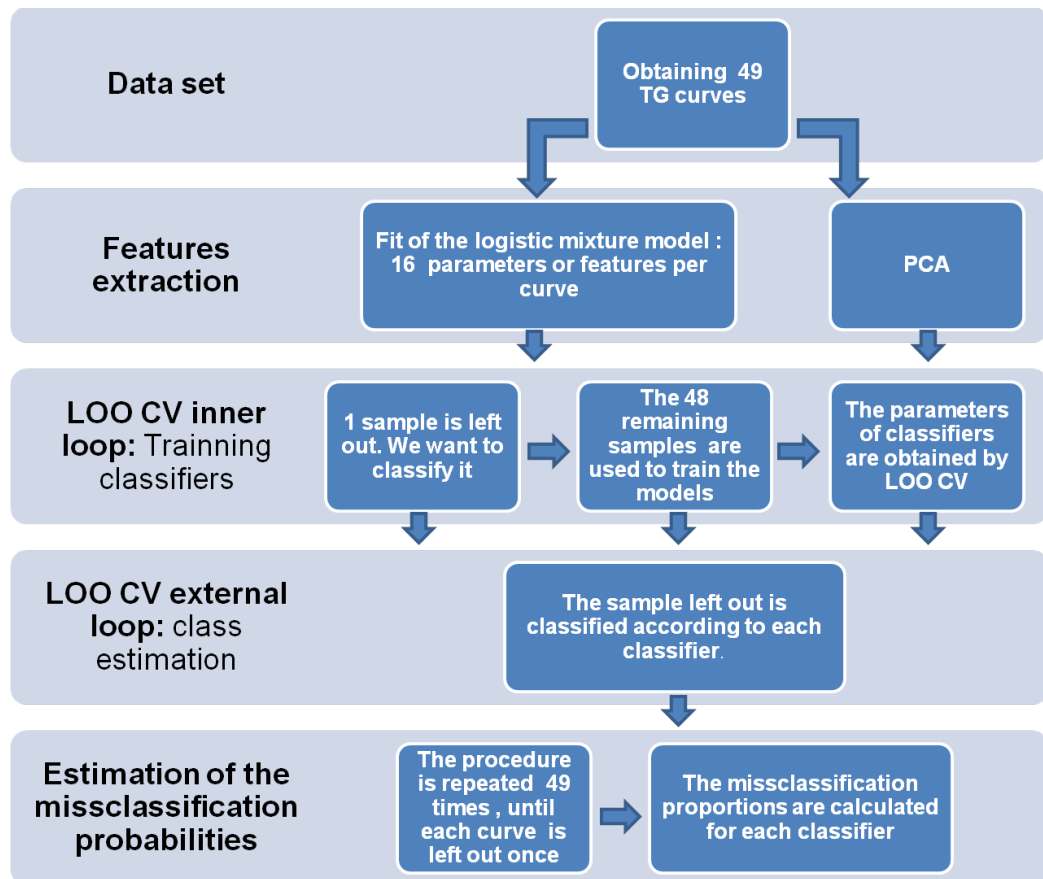 Data set
Obtaining 49
TG curves
Features
extraction
Fit of the logistic mixture model :
16 parameters or features per
curve
PCA
LOO CV inner
loop: Trainning
classifiers
1 sample is left
out. We want to
classify it
The 48
remaining
samples are
used to train the
models
The parameters
of classifiers
are obtained by
LOO CV
LOO CV external
loop: class
estimation
The sample left out is
classified according to each
classifier.
Estimation of the
missclassification
probabilities
The procedure
is repeated 49
times , until
each curve is
left out once
The missclassification
proportions are calculated
for each classifier